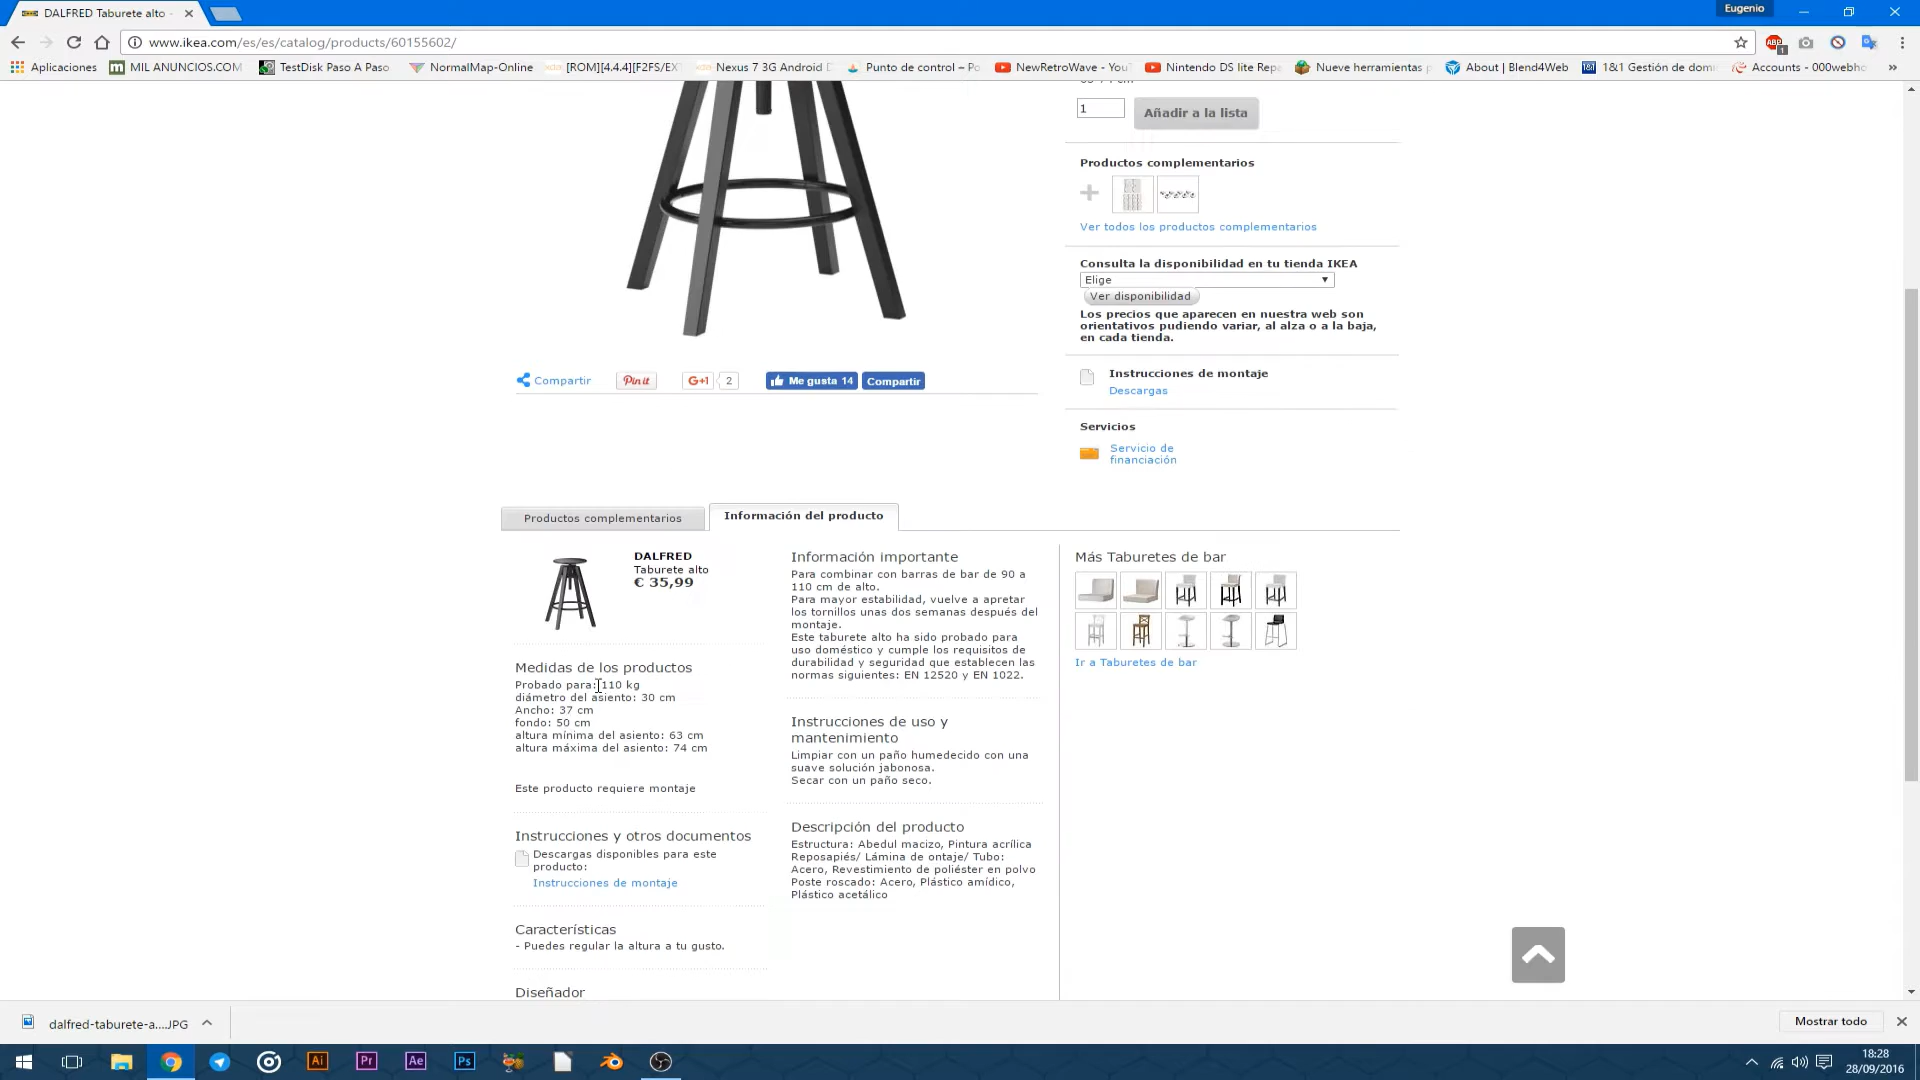 DALFRED Taburete alto -
Eugenio
www.ikea.com/es/es/catalog/products/60155602/
ABP
1
Aplicaciones
MIL ANUNCIOS.COM
TestDisk Paso A Paso
NormalMap-Online
[ROM][4.4.4][F2FS/EXT
Nexus 7 3G Android D
Punto de control – Po
NewRetroWave - YouT
Nintendo DS lite Repa
Nueve herramientas p
About | Blend4Web
1&1 Gestión de domi
Accounts - 000webho
»
1
Añadir a la lista
Productos complementarios
Ver todos los productos complementarios
Consulta la disponibilidad en tu tienda IKEA
Elige
Ver disponibilidad
Los precios que aparecen en nuestra web son
orientativos pudiendo variar, al alza o a la baja,
en cada tienda.
Instrucciones de montaje
Descargas
Compartir
Pin it
G+1
2
Me gusta 14
Compartir
Servicios
Servicio de
financiación
Productos complementarios
Información del producto
DALFRED
Taburete alto
€ 35,99
Medidas de los productos
Probado para: 110 kg
diámetro del asiento: 30 cm
Ancho: 37 cm
fondo: 50 cm
altura mínima del asiento: 63 cm
altura máxima del asiento: 74 cm
Este producto requiere montaje
Instrucciones y otros documentos
Descargas disponibles para este
producto:
Instrucciones de montaje
Características
- Puedes regular la altura a tu gusto.
Diseñador
Información importante
Para combinar con barras de bar de 90 a
110 cm de alto.
Para mayor estabilidad, vuelve a apretar
los tornillos unas dos semanas después del
montaje.
Este taburete alto ha sido probado para
uso doméstico y cumple los requisitos de
durabilidad y seguridad que establecen las
normas siguientes: EN 12520 y EN 1022.
Instrucciones de uso y
mantenimiento
Limpiar con un paño humedecido con una
suave solución jabonosa.
Secar con un paño seco.
Descripción del producto
Estructura: Abedul macizo, Pintura acrílica
Reposapiés/ Lámina de ontaje/ Tubo:
Acero, Revestimiento de poliéster en polvo
Poste roscado: Acero, Plástico amídico,
Plástico acetálico
Más Taburetes de bar
Ir a Taburetes de bar
dalfred-taburete-a....JPG
Mostrar todo
Ai
Pr
Ae
Ps
18:28
28/09/2016